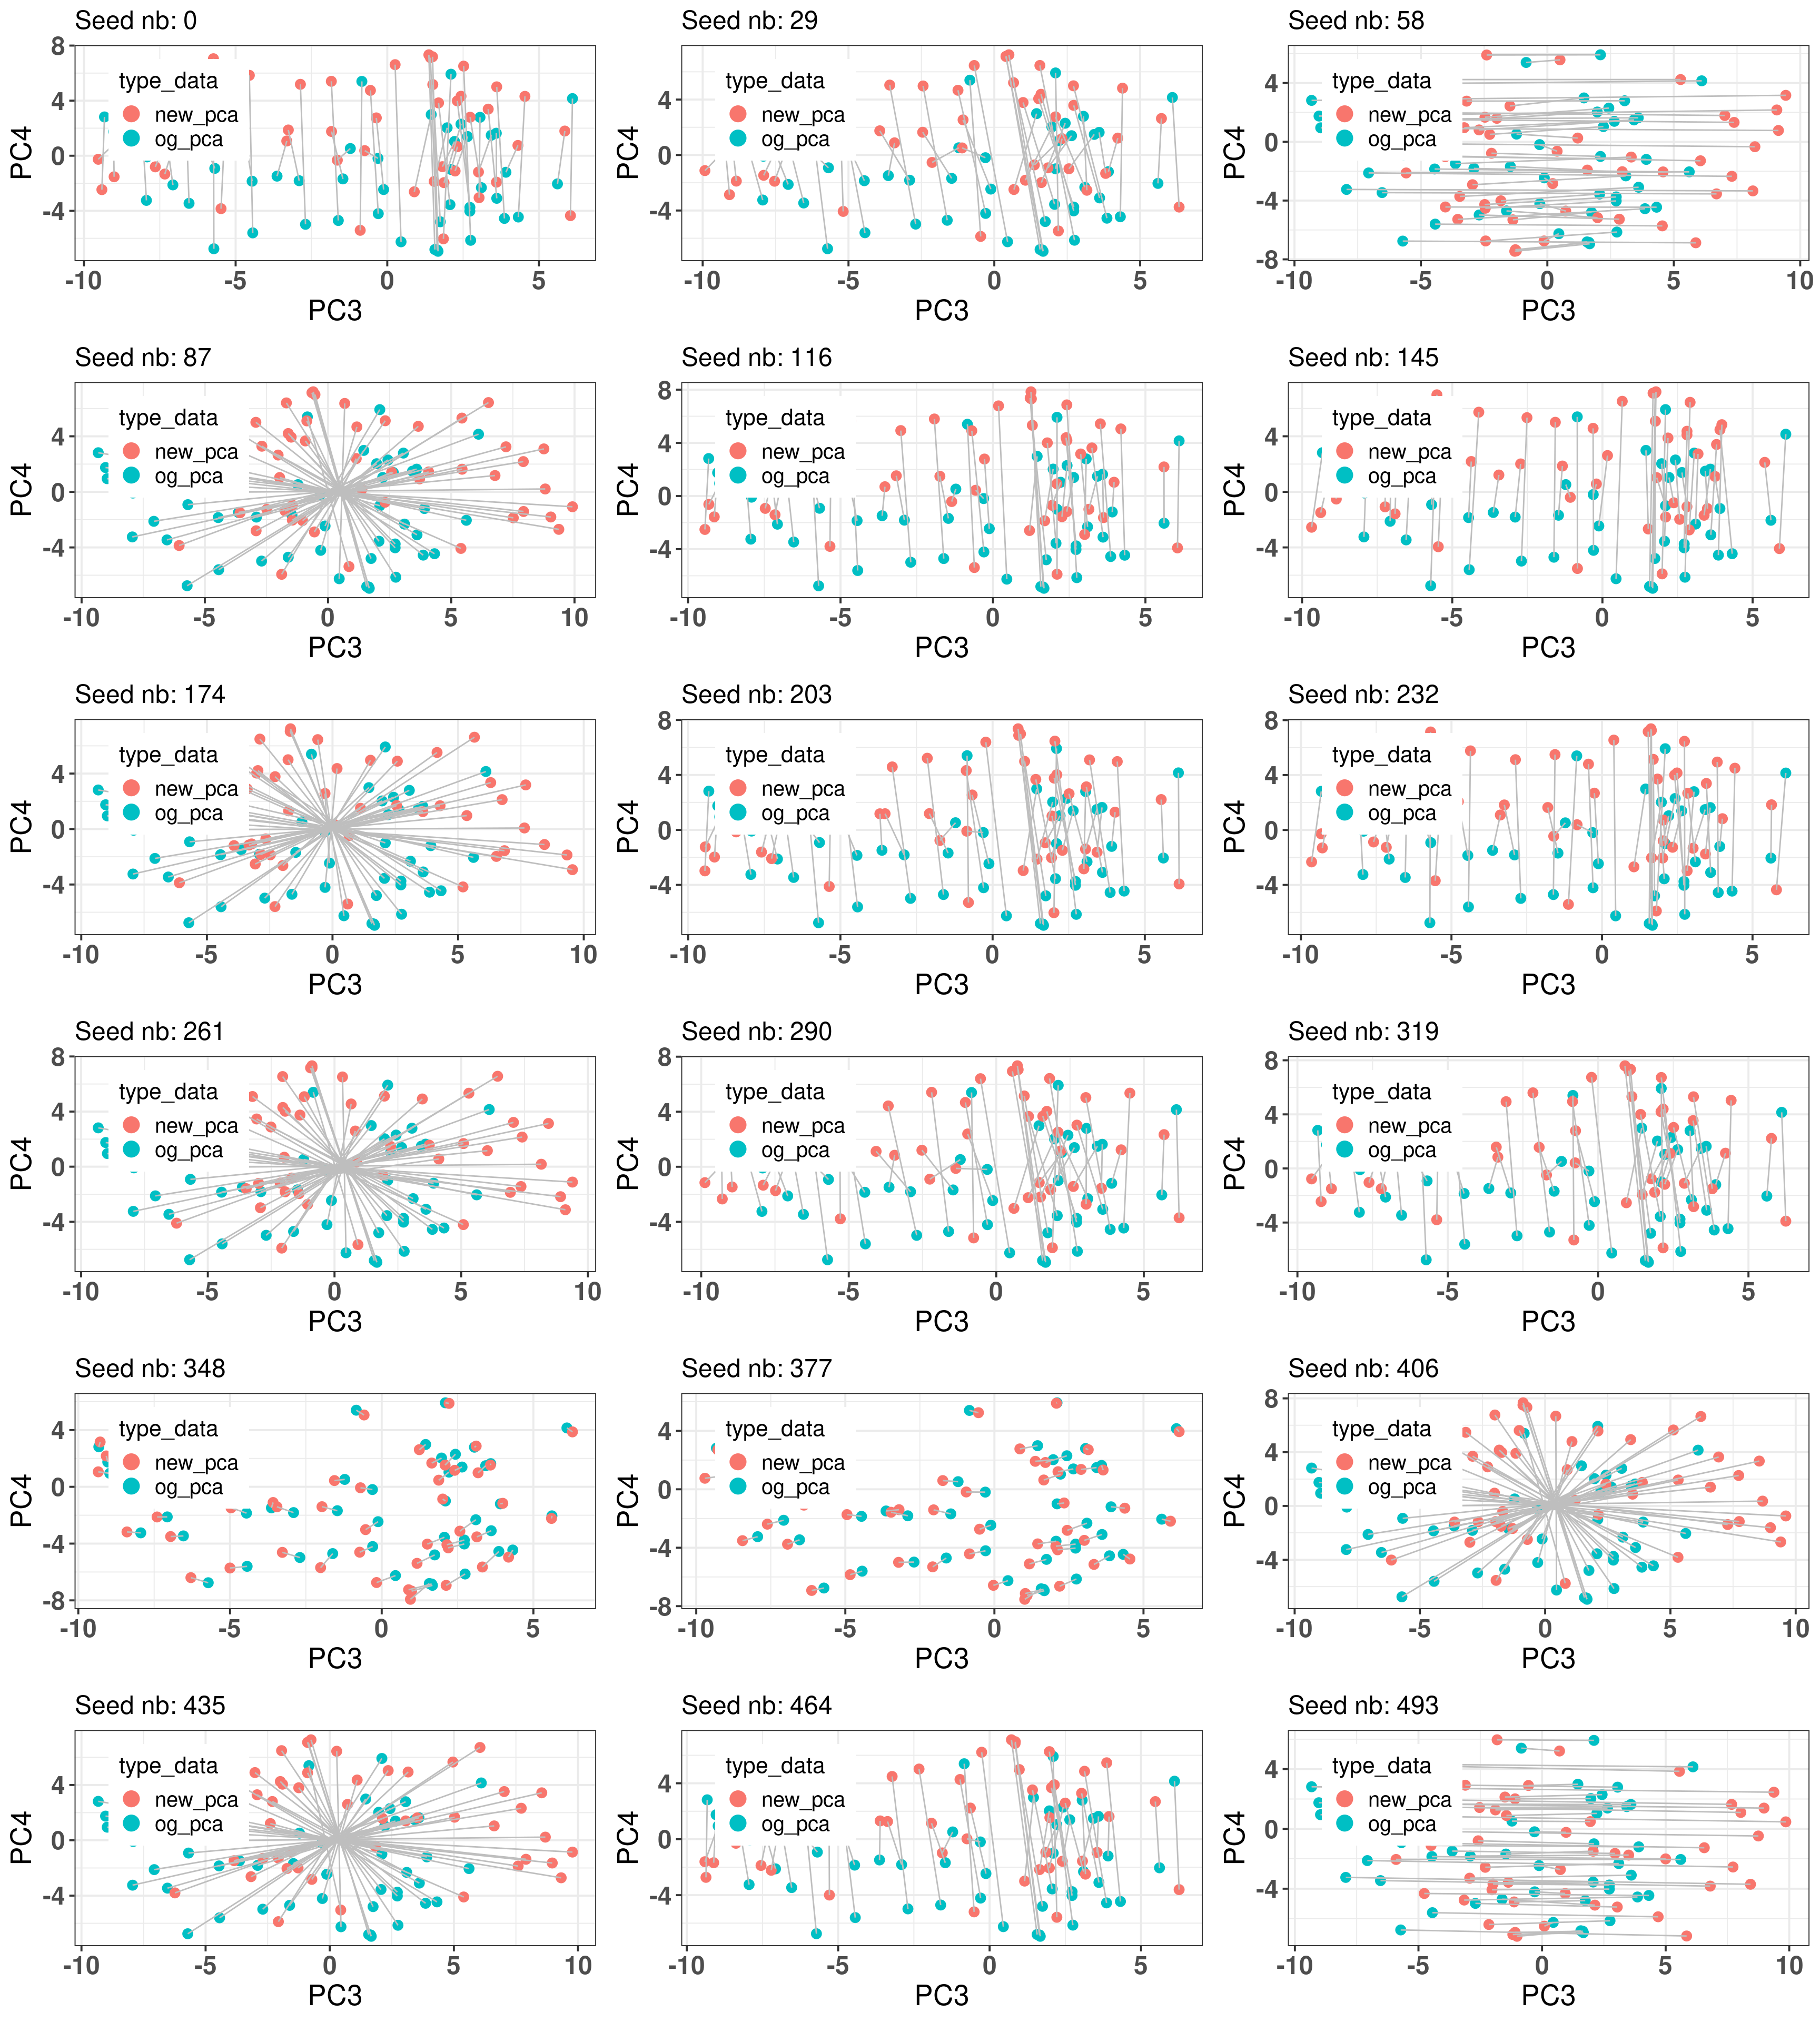 Seed nb: 0
8
4
0
-4
PC4
type_data
new_pca
og_pca
-10
-5
0
5
PC3
Seed nb: 29
4
0
-4
PC4
type_data
new_pca
og_pca
-10
-5
0
5
PC3
Seed nb: 58
4
0
-4
-8
PC4
type_data
new_pca
og_pca
-10
-5
0
5
10
PC3
Seed nb: 87
4
0
-4
PC4
type_data
new_pca
og_pca
-10
-5
0
5
10
PC3
Seed nb: 116
8
4
0
-4
PC4
type_data
new_pca
og_pca
-10
-5
0
5
PC3
Seed nb: 145
4
0
-4
PC4
type_data
new_pca
og_pca
-10
-5
0
5
PC3
Seed nb: 174
4
0
-4
PC4
type_data
new_pca
og_pca
-10
-5
0
5
10
PC3
Seed nb: 203
8
4
0
-4
PC4
type_data
new_pca
og_pca
-10
-5
0
5
PC3
Seed nb: 232
8
4
0
-4
PC4
type_data
new_pca
og_pca
-10
-5
0
5
PC3
Seed nb: 261
8
4
0
-4
PC4
type_data
new_pca
og_pca
-10
-5
0
5
10
PC3
Seed nb: 290
8
4
0
-4
PC4
type_data
new_pca
og_pca
-10
-5
0
5
PC3
Seed nb: 319
8
4
0
-4
PC4
type_data
new_pca
og_pca
-10
-5
0
5
PC3
Seed nb: 348
4
0
-4
-8
PC4
type_data
new_pca
og_pca
-10
-5
0
5
PC3
Seed nb: 377
4
0
-4
-8
PC4
type_data
new_pca
og_pca
-10
-5
0
5
PC3
Seed nb: 406
8
4
0
-4
PC4
type_data
new_pca
og_pca
-10
-5
0
5
10
PC3
Seed nb: 435
4
0
-4
PC4
type_data
new_pca
og_pca
-10
-5
0
5
10
PC3
Seed nb: 464
8
4
0
-4
PC4
type_data
new_pca
og_pca
-10
-5
0
5
PC3
Seed nb: 493
4
0
-4
PC4
type_data
new_pca
og_pca
-10
-5
0
5
10
PC3